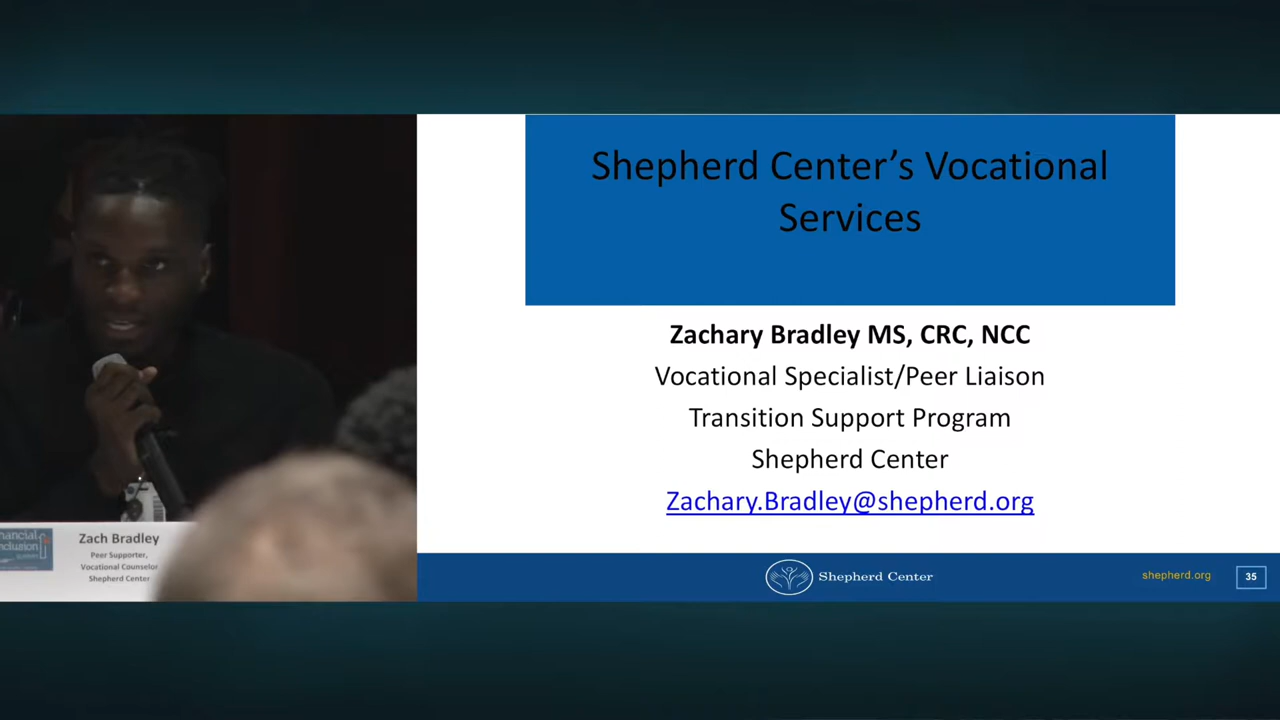 Shepherd Center’s Vocational
Services
Zachary Bradley MS, CRC, NCC
Vocational Specialist/Peer Liaison
Transition Support Program
Shepherd Center
Zachary.Bradley@shepherd.org
Shepherd Center
shepherd.org
35
Zach Bradley
Peer Supporter,
Vocational Counselor
Shepherd Center